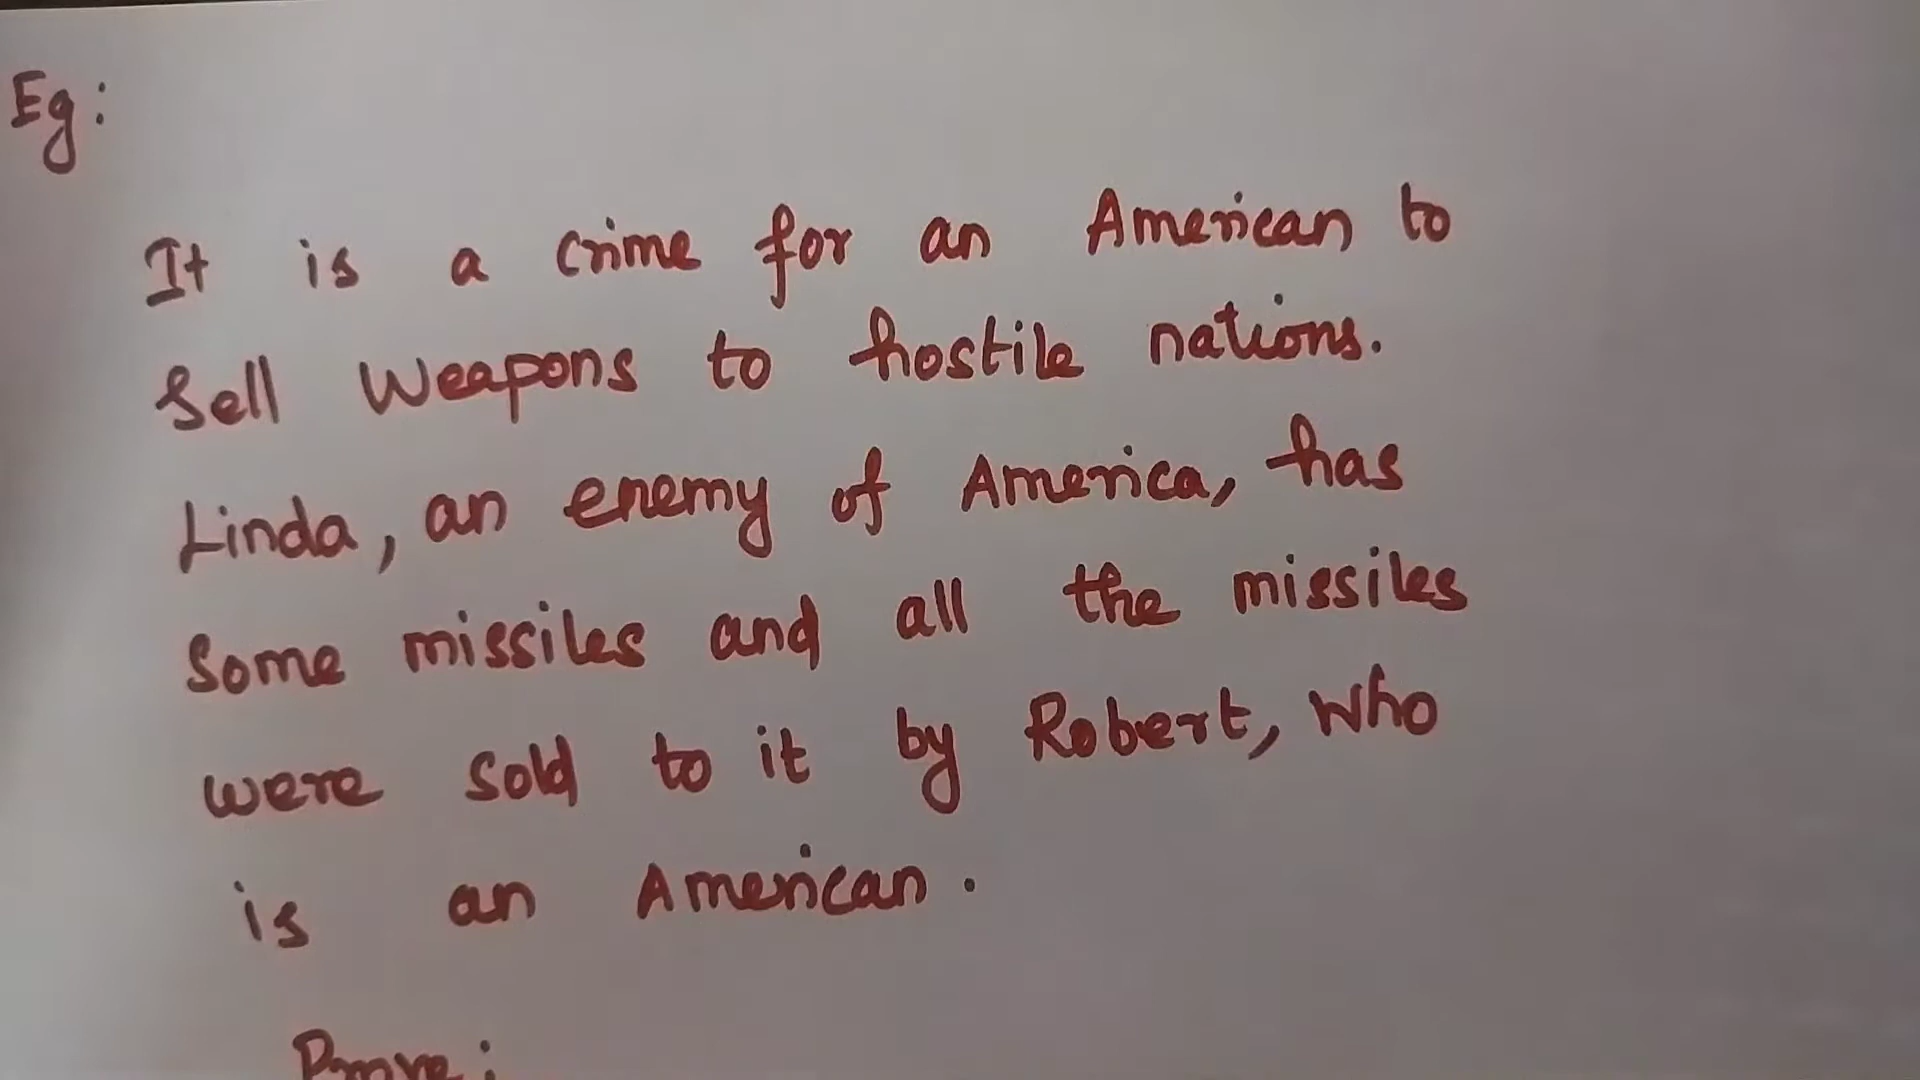 Eg:
It is a crime for an American to
Sell Weapons to hostile nations.
Linda, an enemy of America, has
Some missiles and all the missiles
were sold to it by Robert, Who
is an American.
Prove: